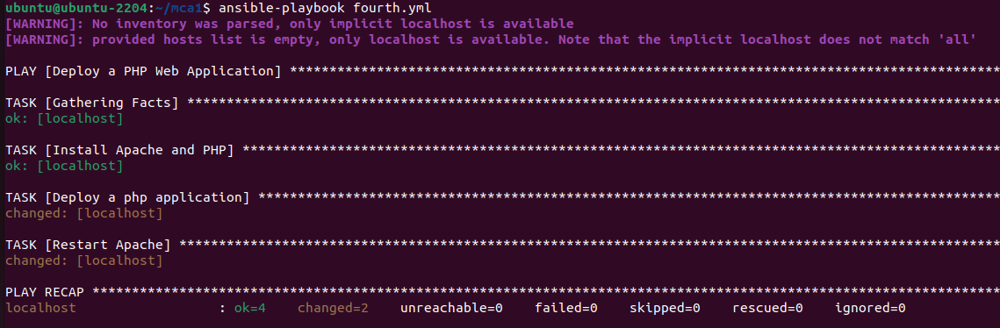 ubuntu@ubuntu-2204:~/mca1$ ansible-playbook fourth.yml
[WARNING]: No inventory was parsed, only implicit localhost is available
[WARNING]: provided hosts list is empty, only localhost is available. Note that the implicit localhost does not match 'all'
PLAY [Deploy a PHP Web Application] ******************************************************************************************
TASK [Gathering Facts] *******************************************************************************************************
ok: [localhost]
TASK [Install Apache and PHP] ************************************************************************************************
ok: [localhost]
TASK [Deploy a php application] **********************************************************************************************
changed: [localhost]
TASK [Restart Apache] ********************************************************************************************************
changed: [localhost]
PLAY RECAP *******************************************************************************************************************
localhost                  : ok=4    changed=2    unreachable=0    failed=0    skipped=0    rescued=0    ignored=0